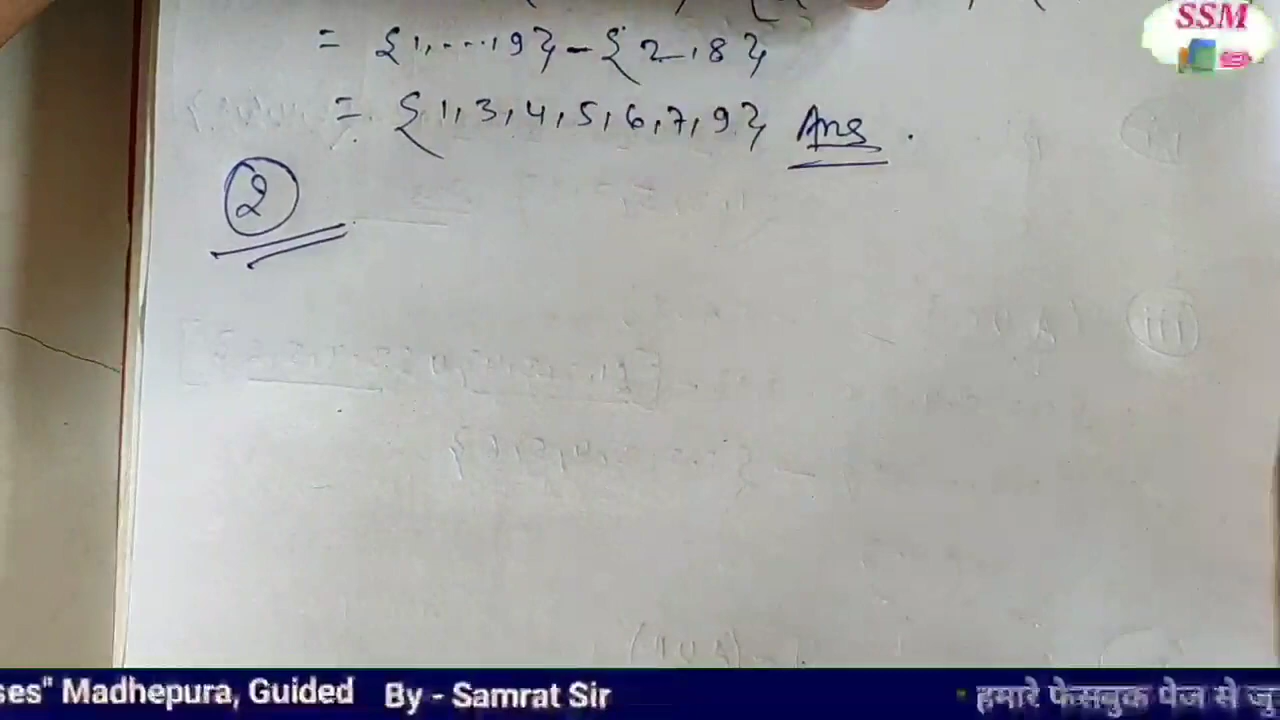 SSM
= {1,....,9} - {2,8}
= {1,3,4,5,6,7,9} Ans.
2
ses" Madhepura, Guided By - Samrat Sir • हमारे फेसबुक पेज से जु